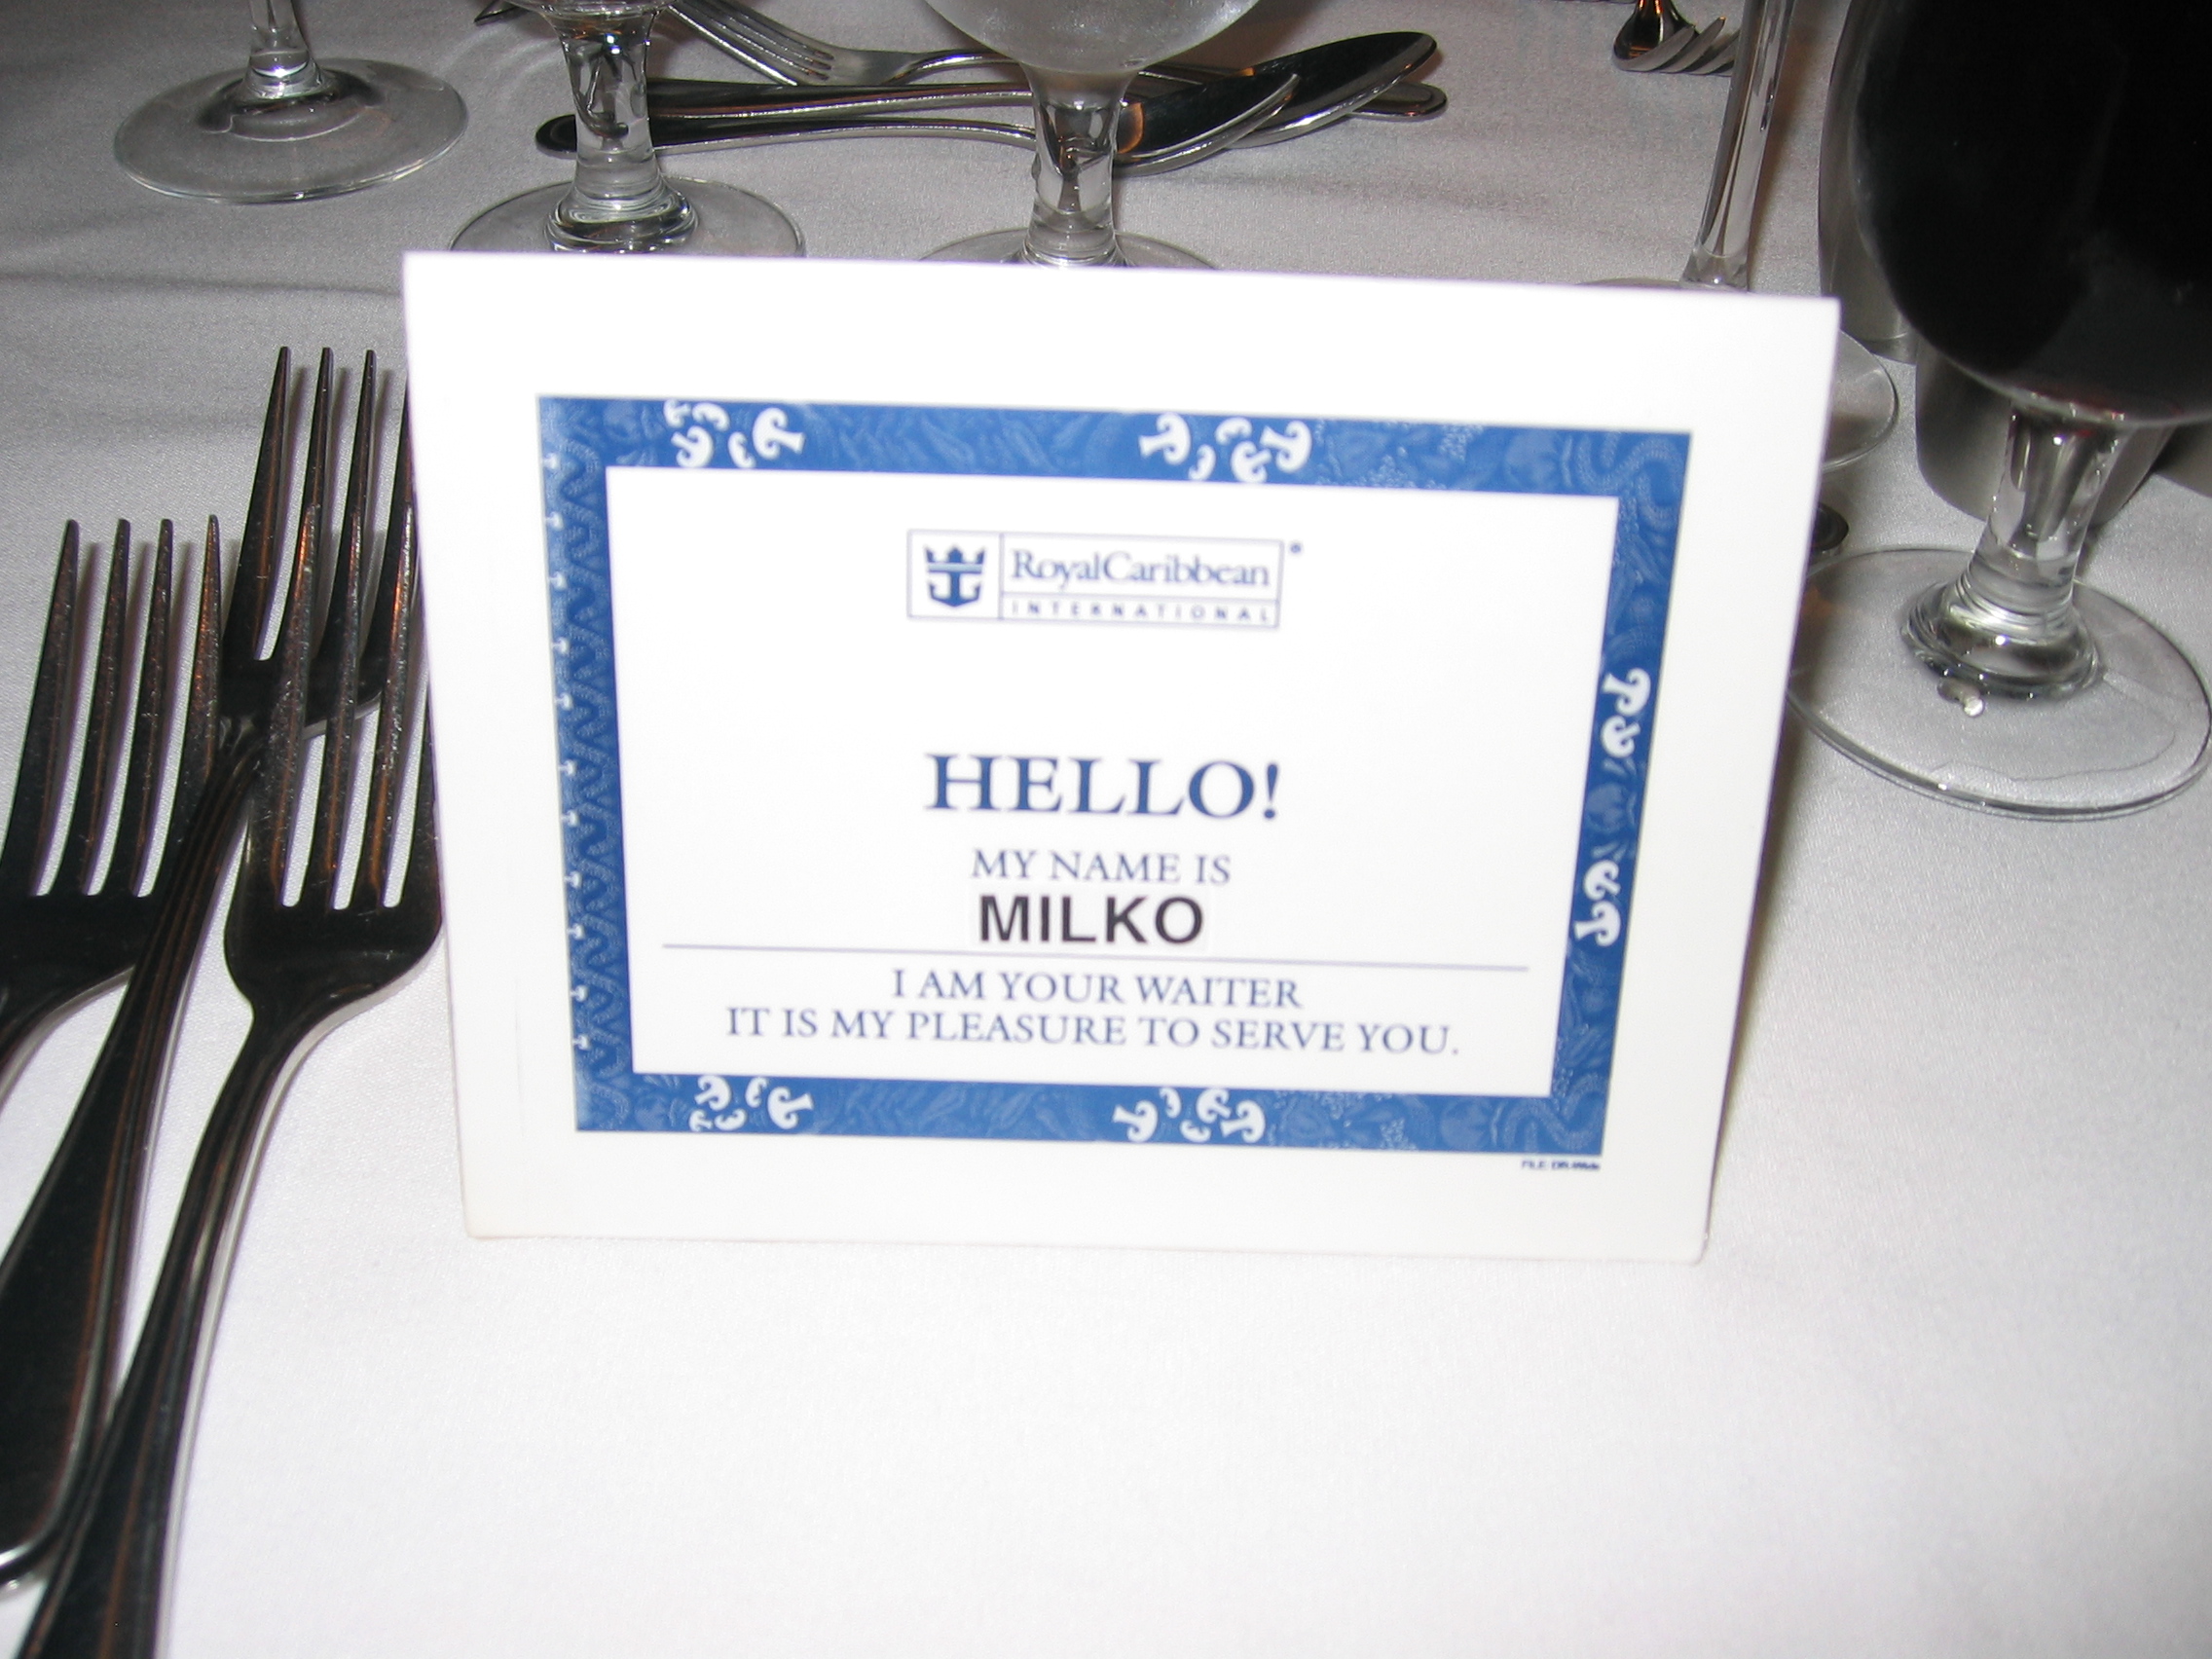 RoyalCaribbean
INTERNATIONAL
HELLO!
MY NAME IS
MILKO
I AM YOUR WAITER
IT IS MY PLEASURE TO SERVE YOU.